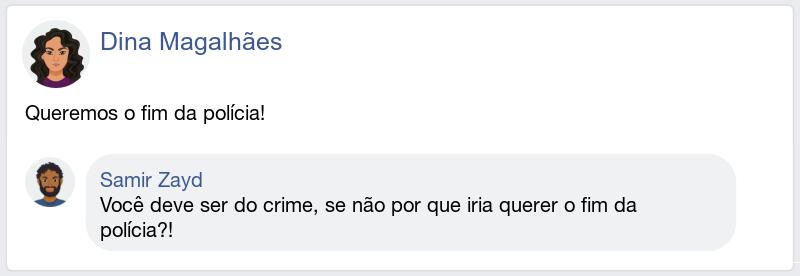 Dina Magalhães
Queremos o fim da polícia!
Samir Zayd
Você deve ser do crime, se não por que iria querer o fim da
polícia?!